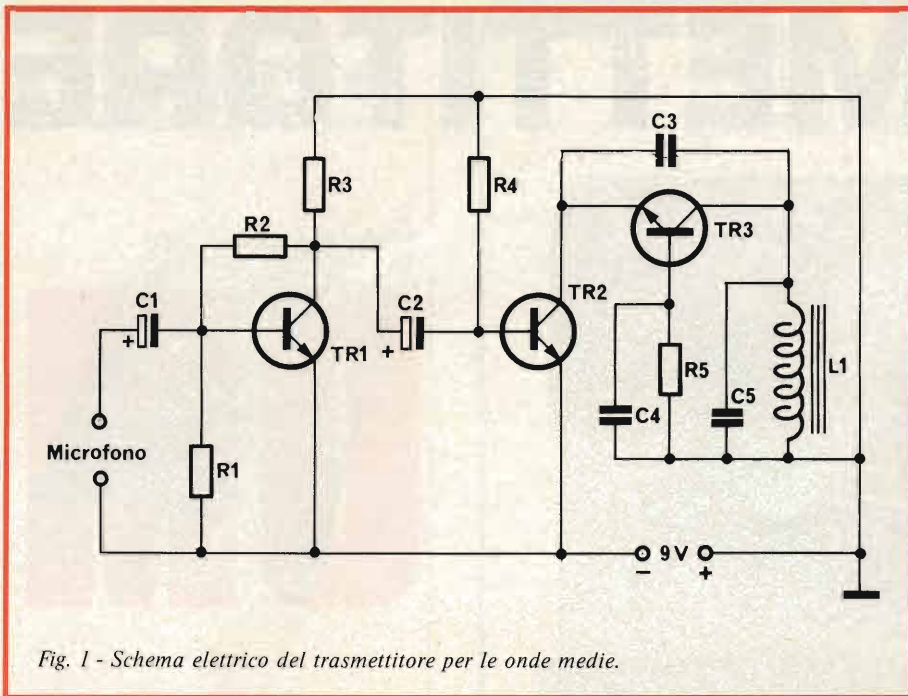 C3
R3
R4
R2
TR3
C1
C2
TR2
+
+
TR1
R5
L1
C4
C5
Microfono
R1
9V
− +
Fig. 1 - Schema elettrico del trasmettitore per le onde medie.